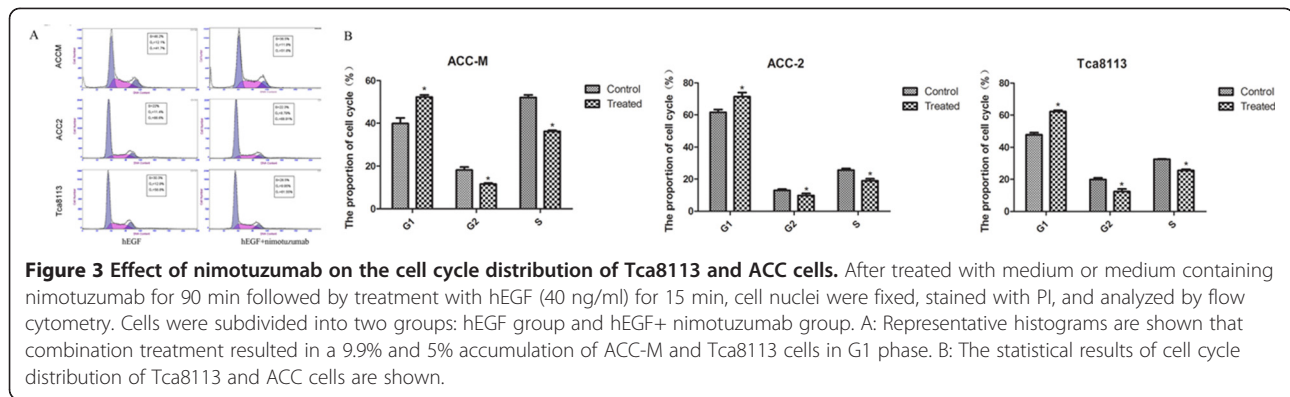 A
B
ACCM
ACC2
Tca8113
hEGF
hEGF+nimotuzumab
ACC-M
The proportion of cell cycle (%)
60
40
20
0
Control
Treated
*
*
*
G1
G2
S
ACC-2
The proportion of cell cycle (%)
80
60
40
20
0
Control
Treated
*
*
*
G1
G2
S
Tca8113
The proportion of cell cycle (%)
80
60
40
20
0
Control
Treated
*
*
*
G1
G2
S
Figure 3 Effect of nimotuzumab on the cell cycle distribution of Tca8113 and ACC cells. After treated with medium or medium containing
nimotuzumab for 90 min followed by treatment with hEGF (40 ng/ml) for 15 min, cell nuclei were fixed, stained with PI, and analyzed by flow
cytometry. Cells were subdivided into two groups: hEGF group and hEGF+ nimotuzumab group. A: Representative histograms are shown that
combination treatment resulted in a 9.9% and 5% accumulation of ACC-M and Tca8113 cells in G1 phase. B: The statistical results of cell cycle
distribution of Tca8113 and ACC cells are shown.